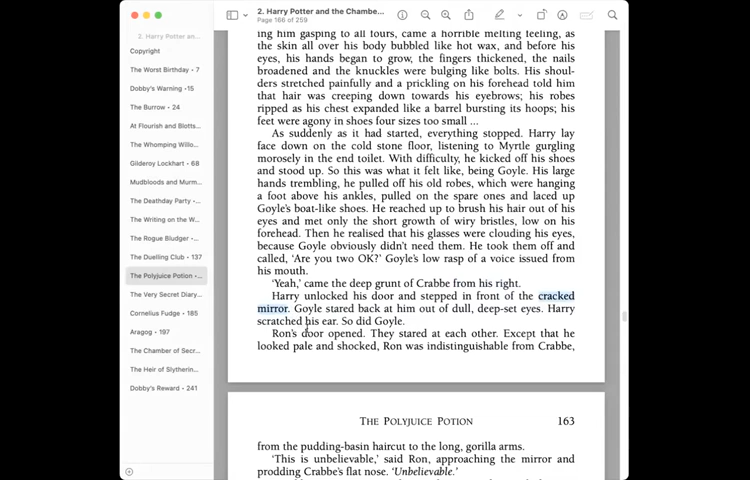 2. Harry Potter and the Chambe...
Page 166 of 259
2. Harry Potter an...
Copyright
The Worst Birthday • 7
Dobby's Warning •15
The Burrow • 24
At Flourish and Blotts...
The Whomping Willo...
Gilderoy Lockhart • 68
Mudbloods and Murm...
The Deathday Party •...
The Writing on the W...
The Rogue Bludger •...
The Duelling Club • 137
The Polyjuice Potion •...
The Very Secret Diary...
Cornelius Fudge • 185
Aragog • 197
The Chamber of Secr...
The Heir of Slytherin...
Dobby's Reward • 241
ing him gasping to all fours, came a horrible melting feeling, as
the skin all over his body bubbled like hot wax, and before his
eyes, his hands began to grow, the fingers thickened, the nails
broadened and the knuckles were bulging like bolts. His shoul-
ders stretched painfully and a prickling on his forehead told him
that hair was creeping down towards his eyebrows; his robes
ripped as his chest expanded like a barrel bursting its hoops; his
feet were agony in shoes four sizes too small ...
As suddenly as it had started, everything stopped. Harry lay
face down on the cold stone floor, listening to Myrtle gurgling
morosely in the end toilet. With difficulty, he kicked off his shoes
and stood up. So this was what it felt like, being Goyle. His large
hands trembling, he pulled off his old robes, which were hanging
a foot above his ankles, pulled on the spare ones and laced up
Goyle's boat-like shoes. He reached up to brush his hair out of his
eyes and met only the short growth of wiry bristles, low on his
forehead. Then he realised that his glasses were clouding his eyes,
because Goyle obviously didn't need them. He took them off and
called, 'Are you two OK?' Goyle's low rasp of a voice issued from
his mouth.
'Yeah,' came the deep grunt of Crabbe from his right.
Harry unlocked his door and stepped in front of the cracked
mirror. Goyle stared back at him out of dull, deep-set eyes. Harry
scratched his ear. So did Goyle.
Ron's door opened. They stared at each other. Except that he
looked pale and shocked, Ron was indistinguishable from Crabbe,
THE POLYJUICE POTION 163
from the pudding-basin haircut to the long, gorilla arms.
'This is unbelievable,' said Ron, approaching the mirror and
prodding Crabbe's flat nose. 'Unbelievable.'